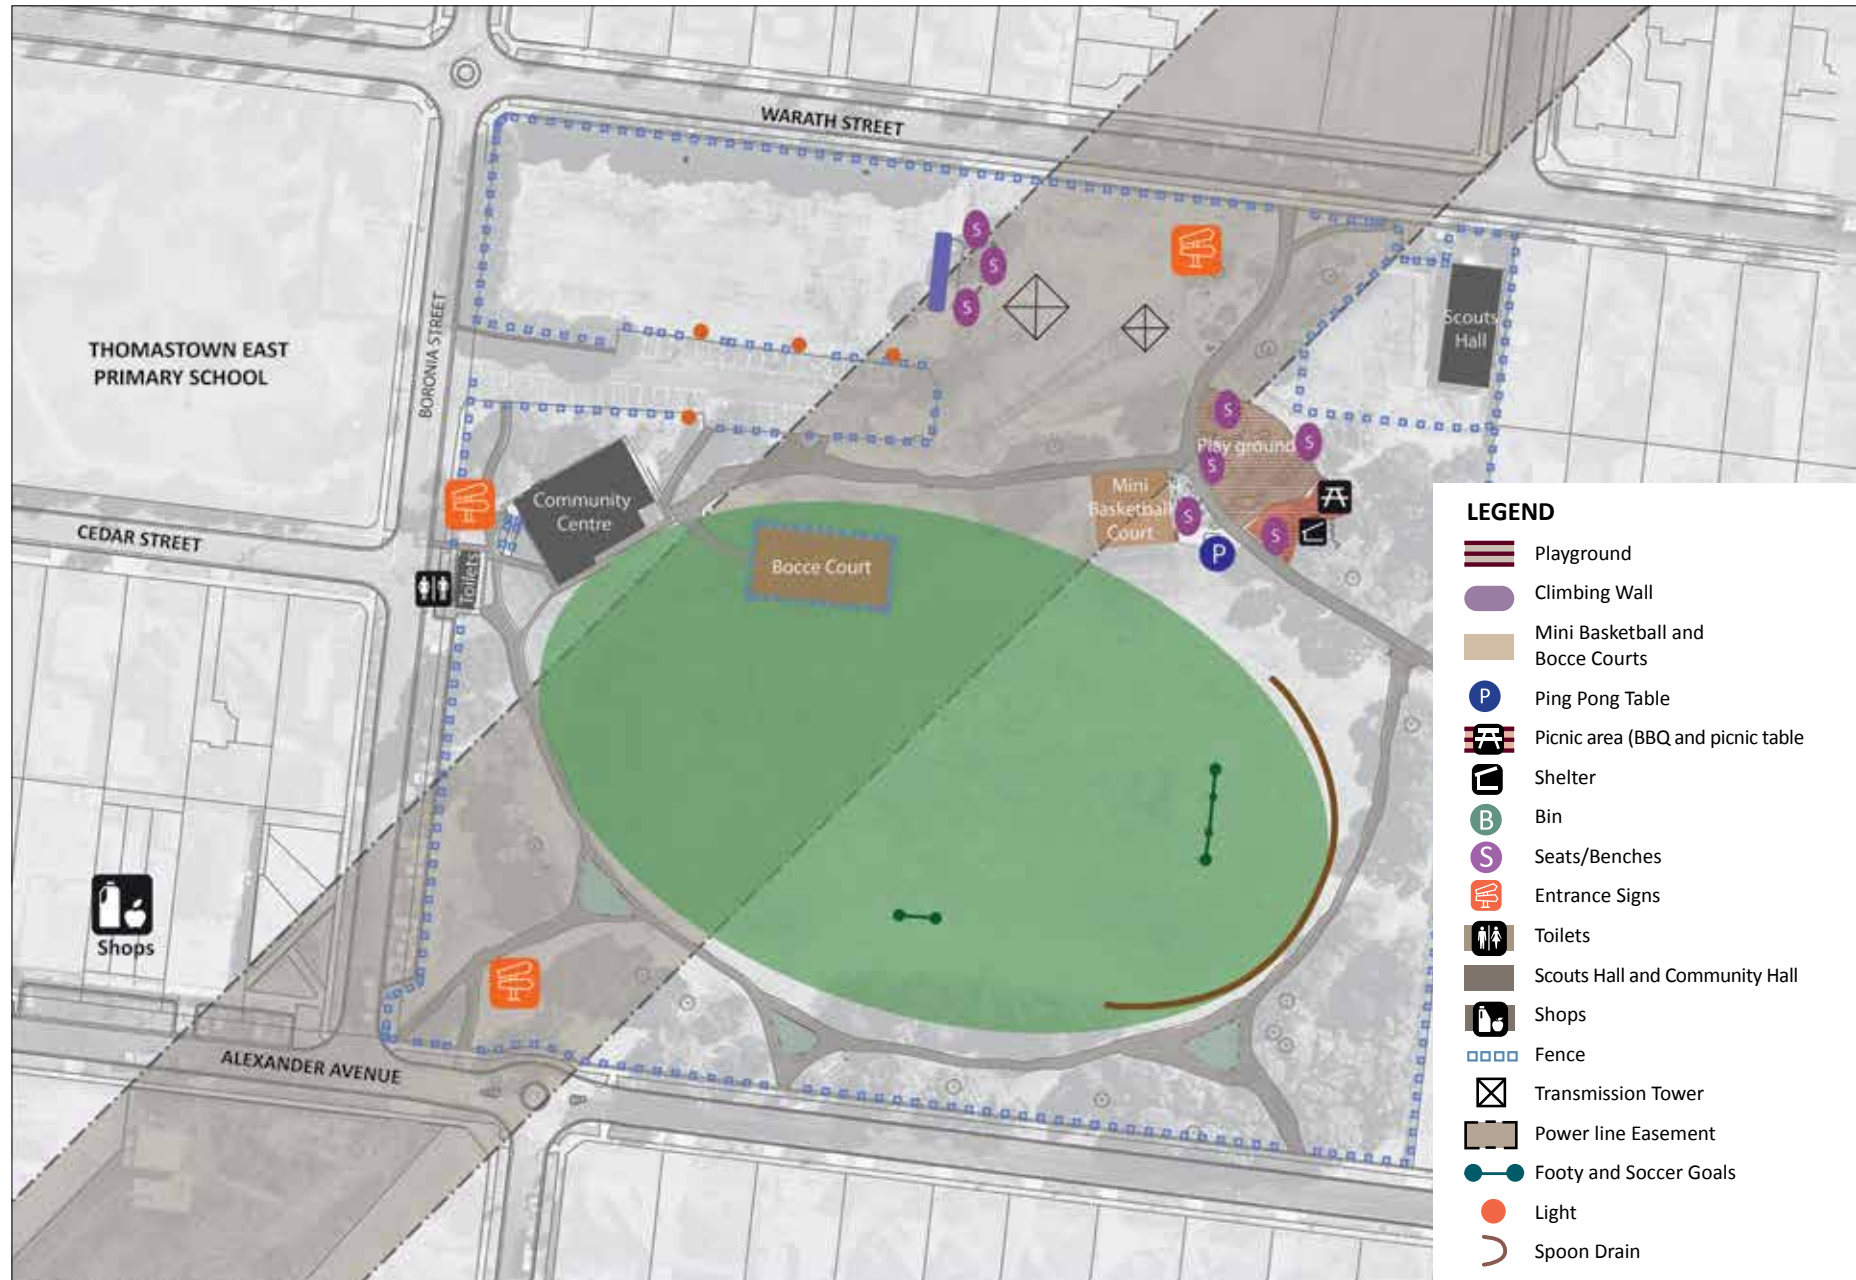 WARATH STREET
THOMASTOWN EAST
PRIMARY SCHOOL
BORONIA STREET
CEDAR STREET
ALEXANDER AVENUE
S
S
S
Scouts
Hall
S
Play ground
S
S
Mini
Basketball
Court
S
S
P
Community
Centre
Toilets
Bocce Court
Shops
LEGEND
Playground
Climbing Wall
Mini Basketball and
Bocce Courts
P Ping Pong Table
Picnic area (BBQ and picnic table
Shelter
B Bin
S Seats/Benches
Entrance Signs
Toilets
Scouts Hall and Community Hall
Shops
Fence
Transmission Tower
Power line Easement
Footy and Soccer Goals
Light
Spoon Drain